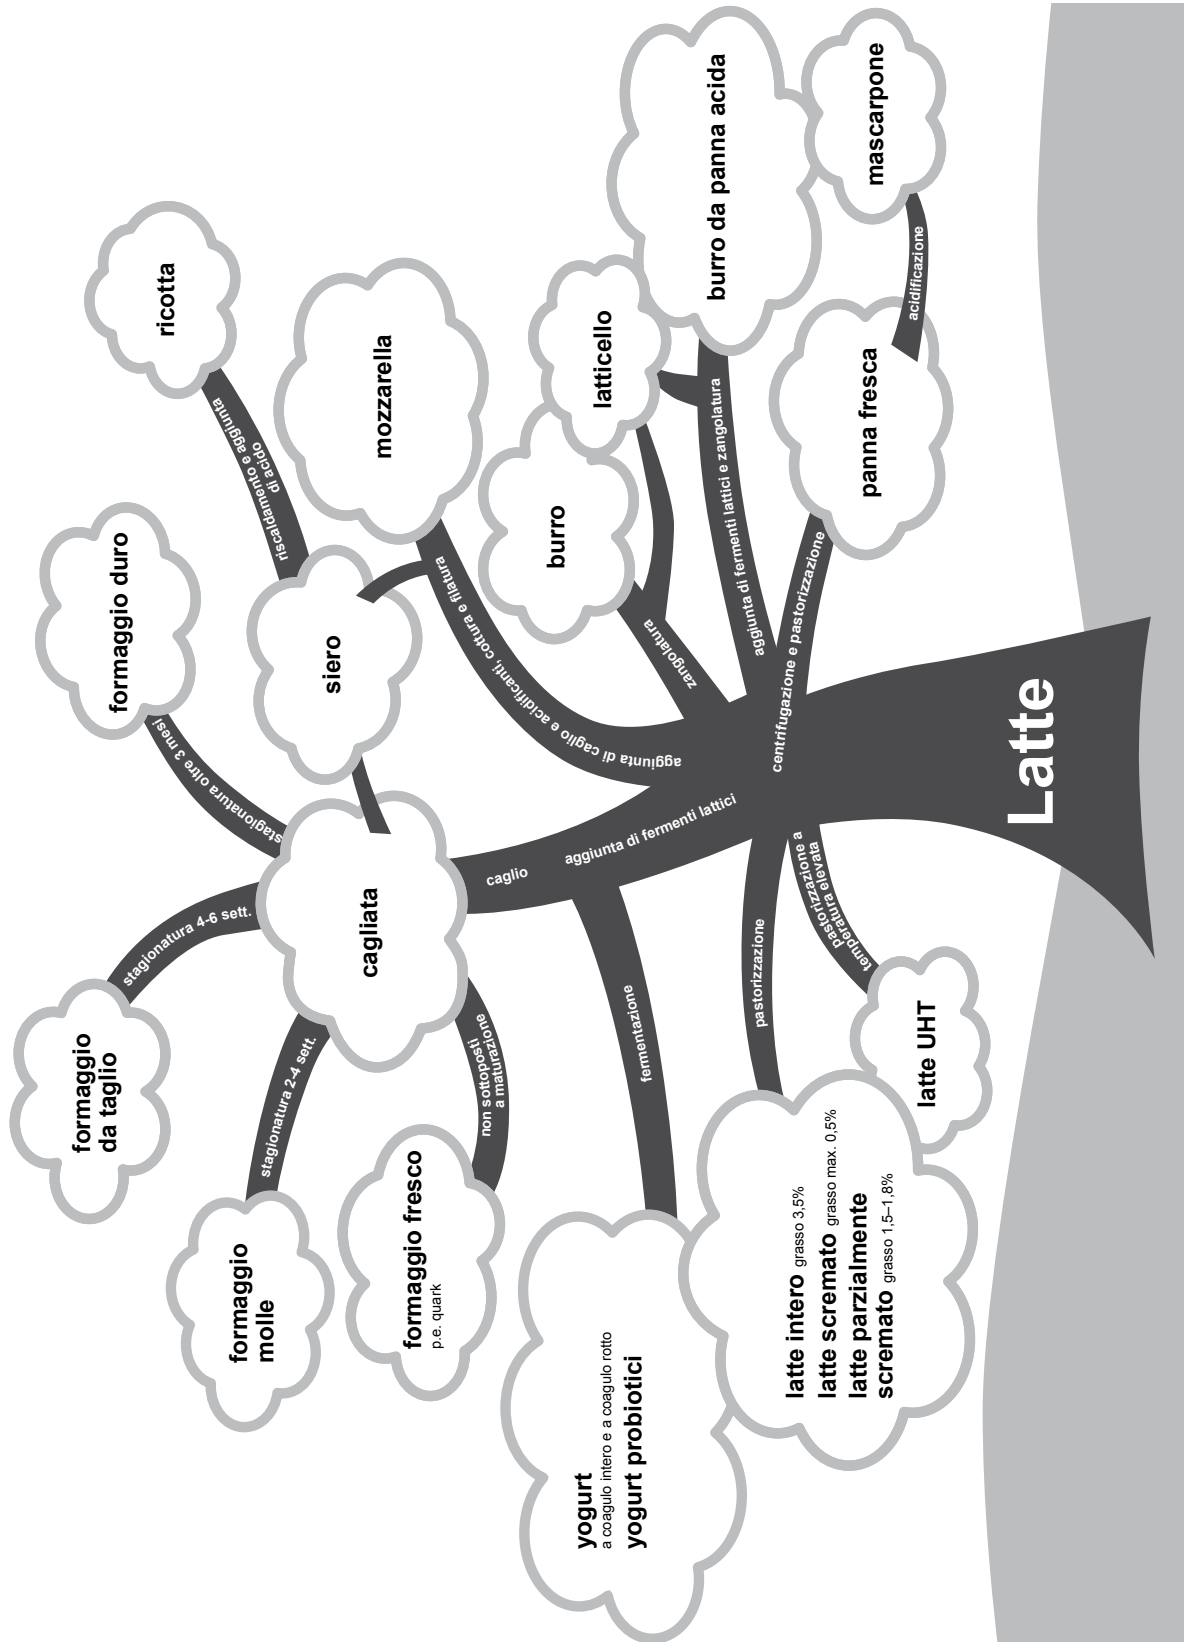 formaggio
da taglio
stagionatura 4-6 sett.
formaggio duro
stagionatura oltre 3 mesi
ricotta
riscaldamento e aggiunta
di acido
formaggio
molle
stagionatura 2-4 sett.
siero
cagliata
mozzarella
aggiunta di caglio e acidificanti, cottura e filatura
formaggio fresco
p.e. quark
non sottoposti
a maturazione
caglio
aggiunta di fermenti lattici
burro
zangolatura
latticello
yogurt
a coagulo intero e a coagulo rotto
yogurt probiotici
fermentazione
burro da panna acida
aggiunta di fermenti lattici e zangolatura
latte intero grasso 3,5%
latte scremato grasso max. 0,5%
latte parzialmente
scremato grasso 1,5–1,8%
pastorizzazione
centrifugazione e pastorizzazione
panna fresca
mascarpone
acidificazione
latte UHT
pastorizzazione a
temperatura elevata
Latte